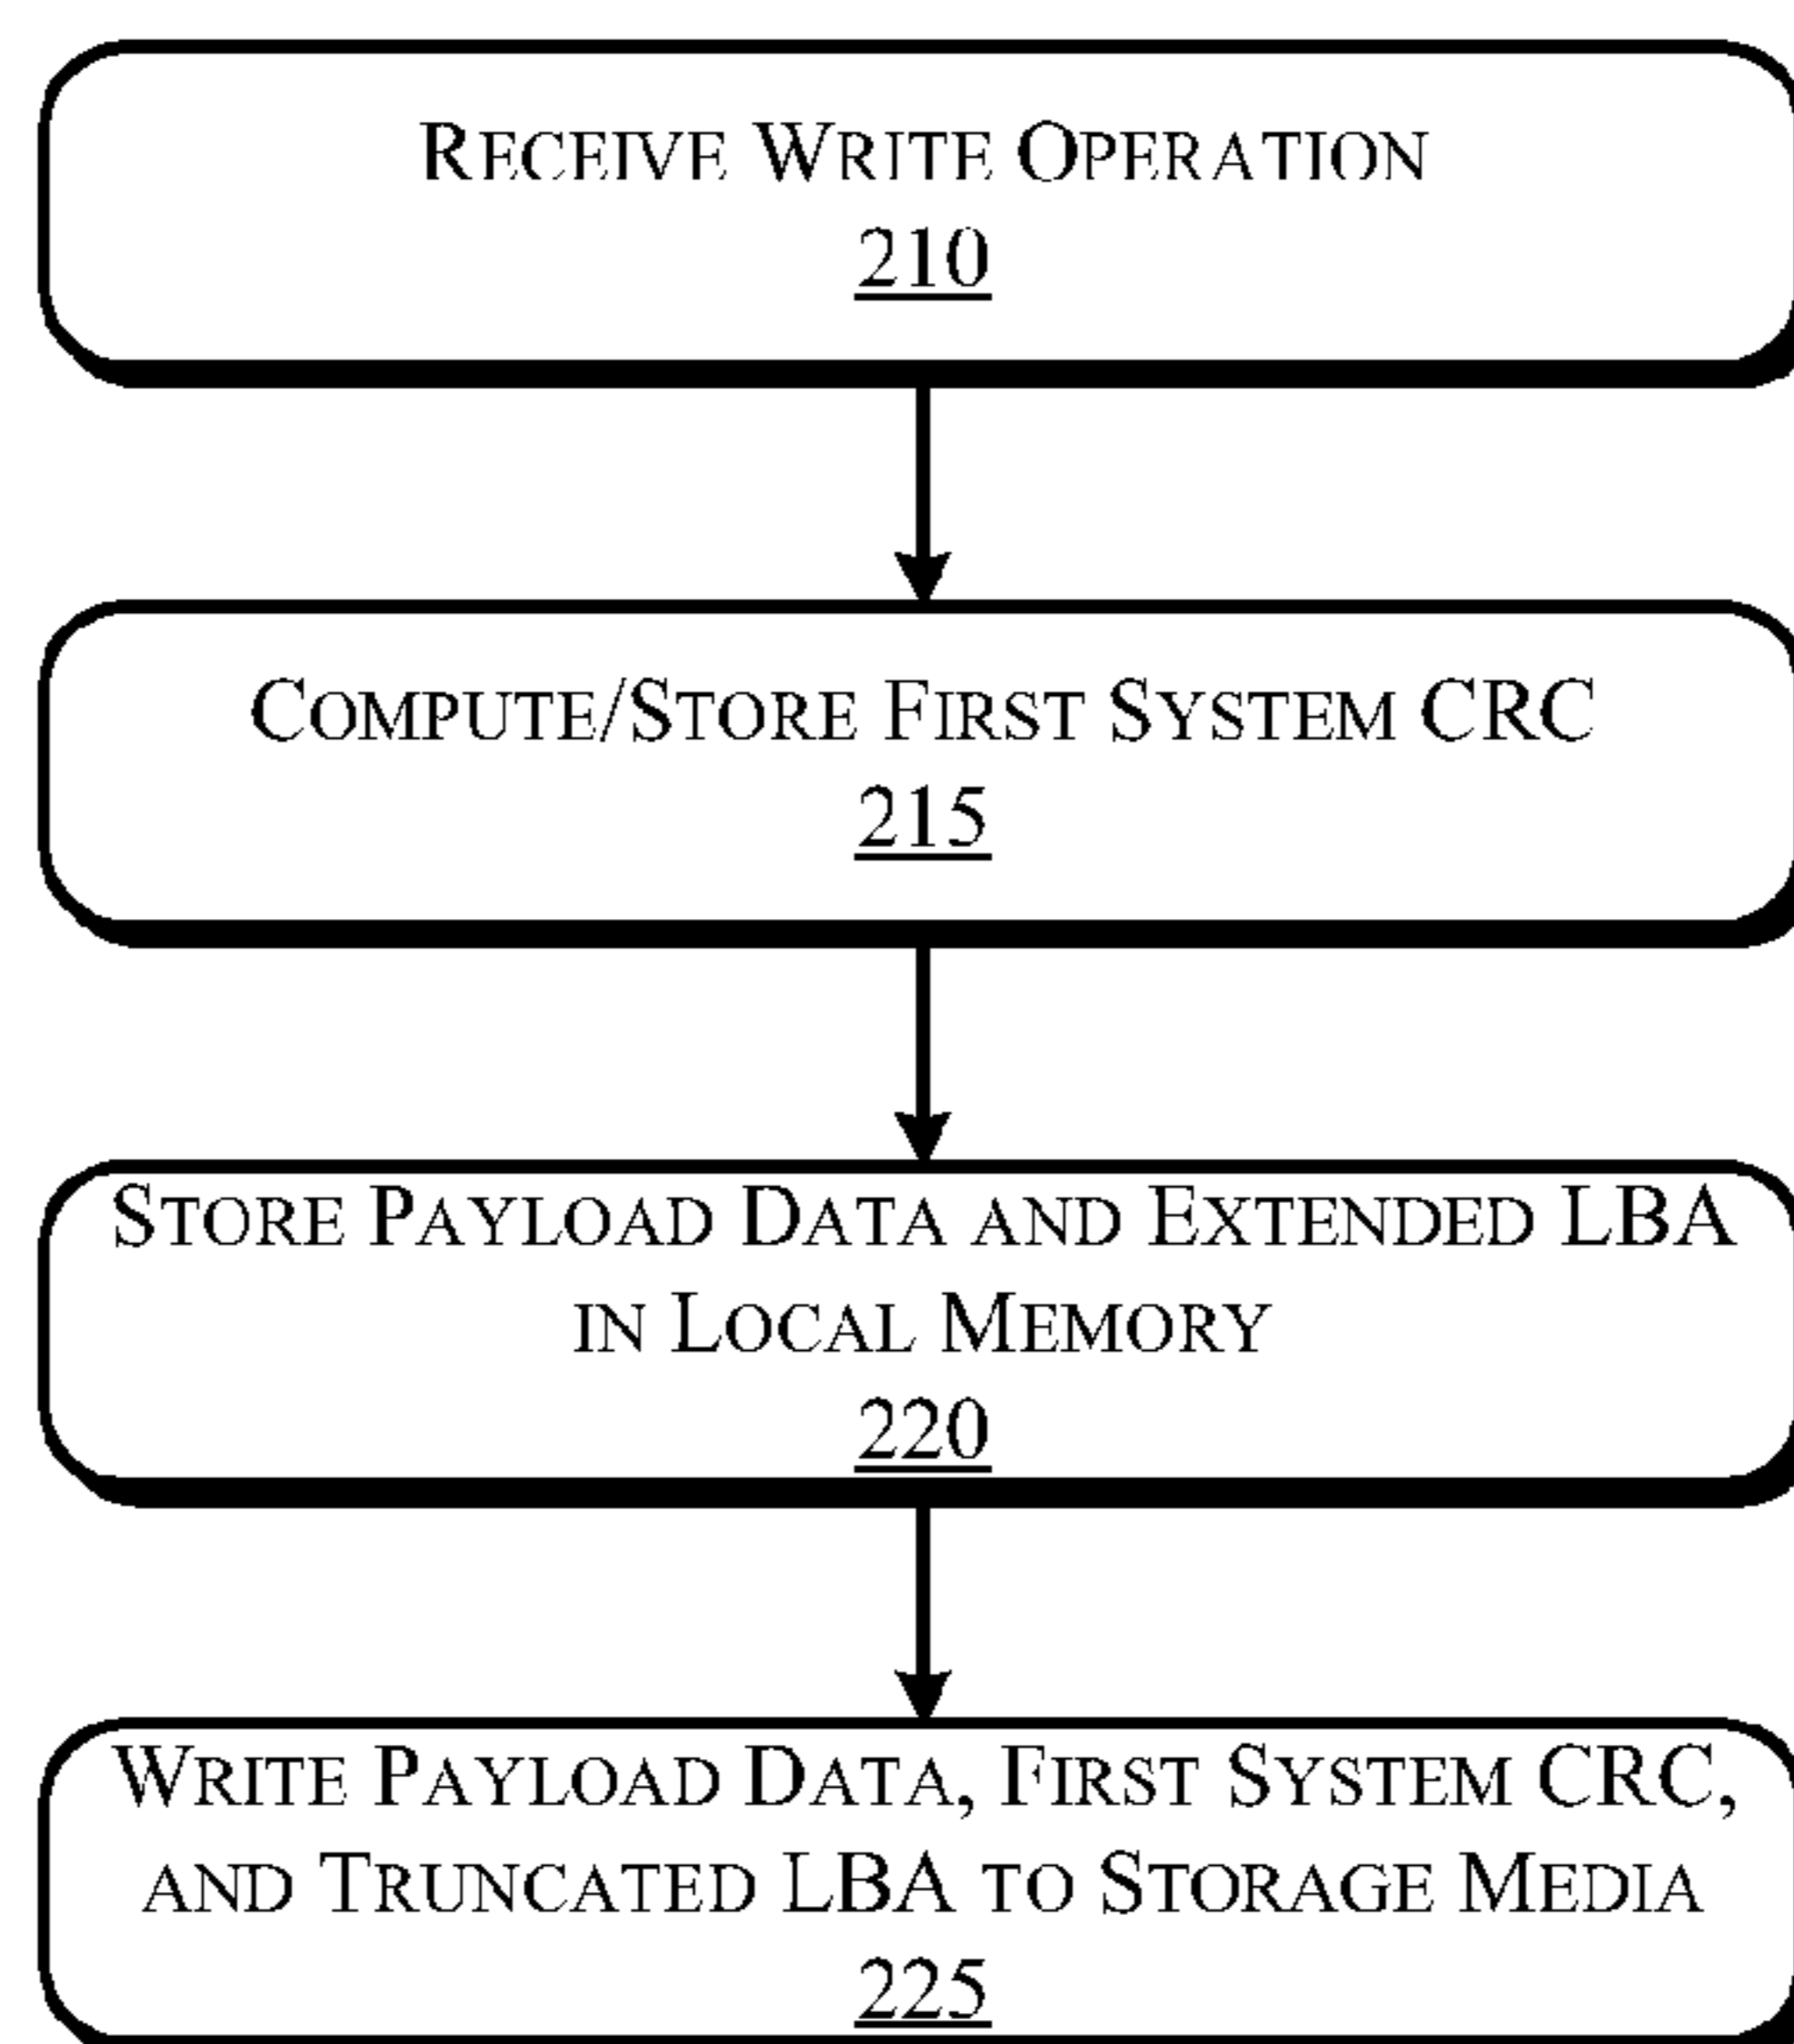 Receive Write Operation
210
Compute/Store First System CRC
215
Store Payload Data and Extended LBA
in Local Memory
220
Write Payload Data, First System CRC,
and Truncated LBA to Storage Media
225